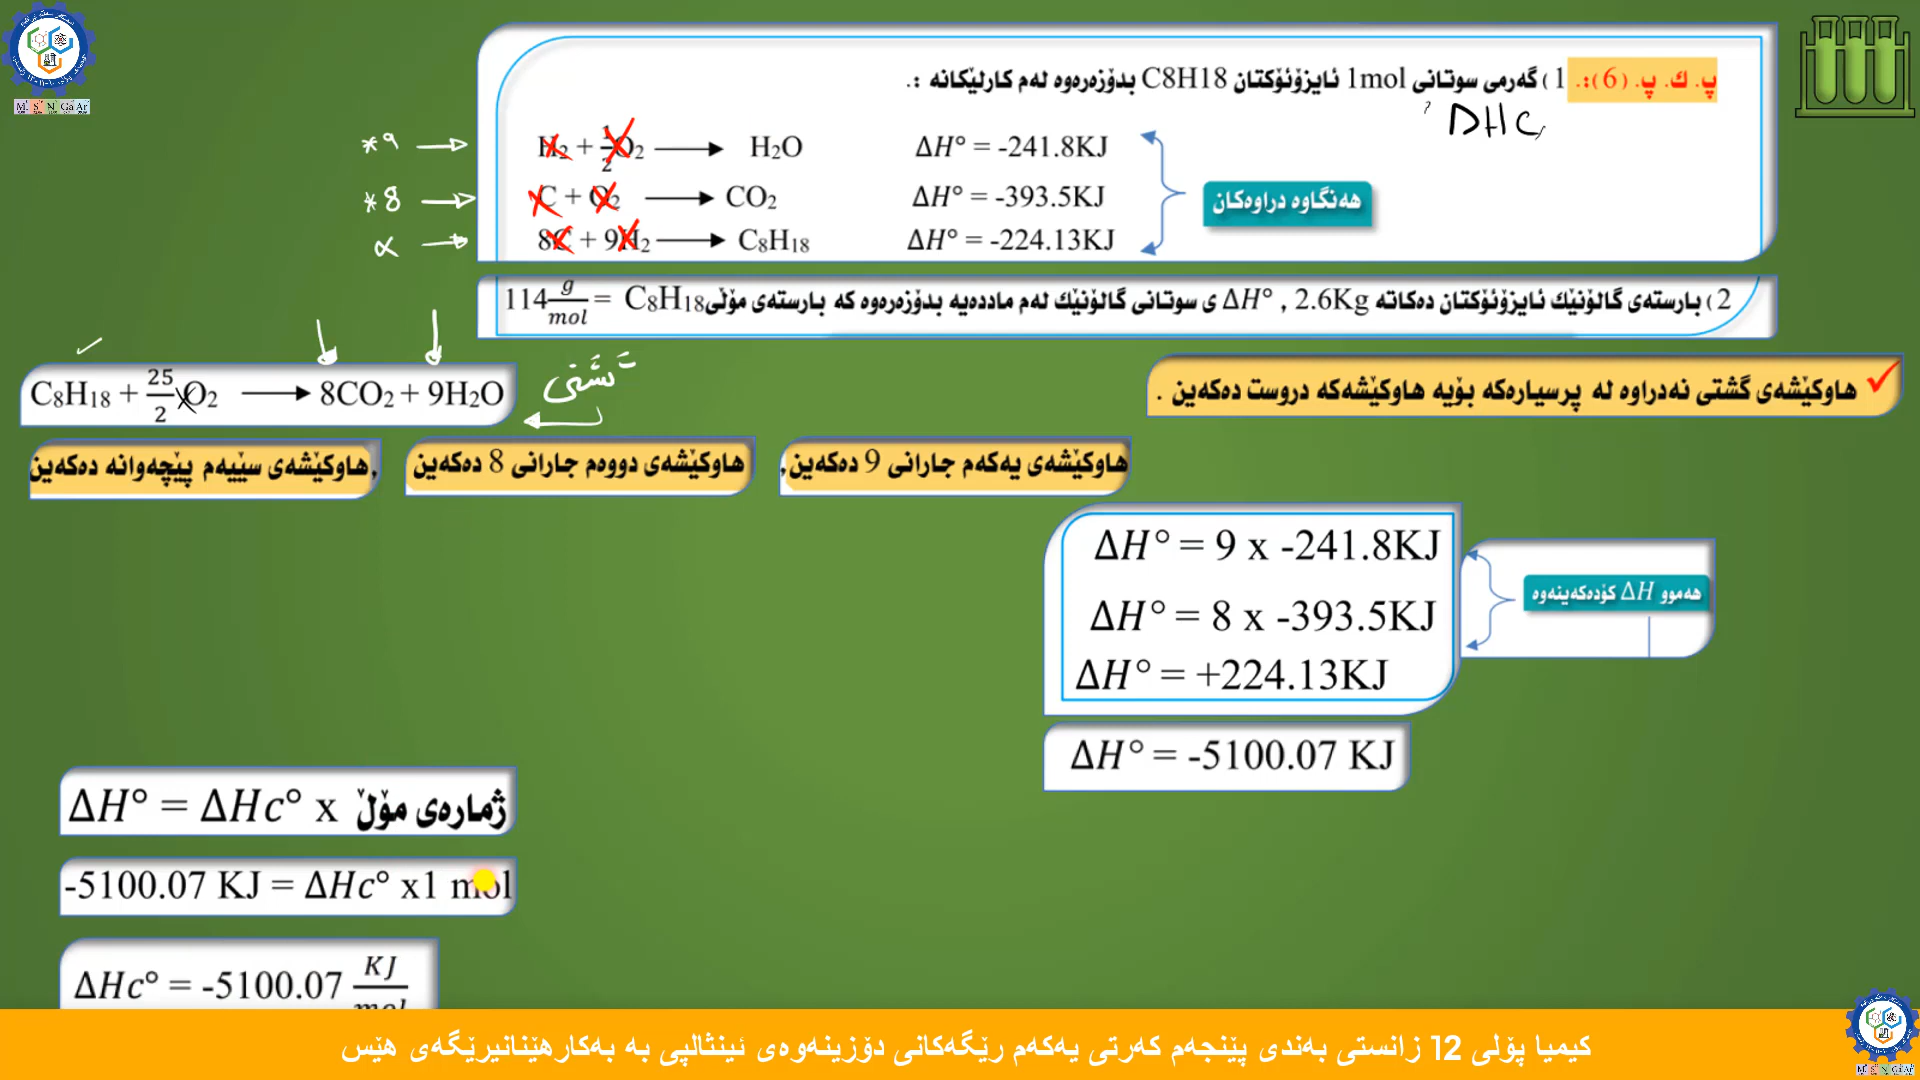 پ. ك. پ. (6):. 1) گەرمی سوتانی 1mol ئایزۆئۆکتان C8H18 بدۆزەرەوە لەم کارلێکانە :.
ΔHc
*9 H2 + 1/2 O2 ⟶ H2O ΔH° = -241.8KJ
*8 C + O2 ⟶ CO2 ΔH° = -393.5KJ
8C + 9H2 ⟶ C8H18 ΔH° = -224.13KJ
هەنگاوە دراوەکان
2) بارستەی گالۆنێك ئایزۆئۆکتان دەکاتە 2.6Kg , ΔH° ی سوتانی گالۆنێك لەم ماددەیە بدۆزەرەوە کە بارستەی مۆڵی C8H18 = 114 g/mol
C8H18 + 25/2 O2 ⟶ 8CO2 + 9H2O
✓ هاوکێشەی گشتی نەدراوە لە پرسیارەکە بۆیە هاوکێشەکە دروست دەکەین .
هاوکێشەی یەکەم جارانی 9 دەکەین,
هاوکێشەی دووەم جارانی 8 دەکەین
,هاوکێشەی سێیەم پێچەوانە دەکەین
ΔH° = 9 x -241.8KJ
ΔH° = 8 x -393.5KJ
ΔH° = +224.13KJ
هەموو ΔH کۆدەکەینەوە
ΔH° = -5100.07 KJ
ΔH° = ΔHc° x ژمارەی مۆڵ
-5100.07 KJ = ΔHc° x1 mol
ΔHc° = -5100.07 KJ/mol
کیمیا پۆلی 12 زانستی بەندی پێنجەم کەرتی یەکەم رێگەکانی دۆزینەوەی ئینثالپی بە بەکارهێنانیرێگەی هێس